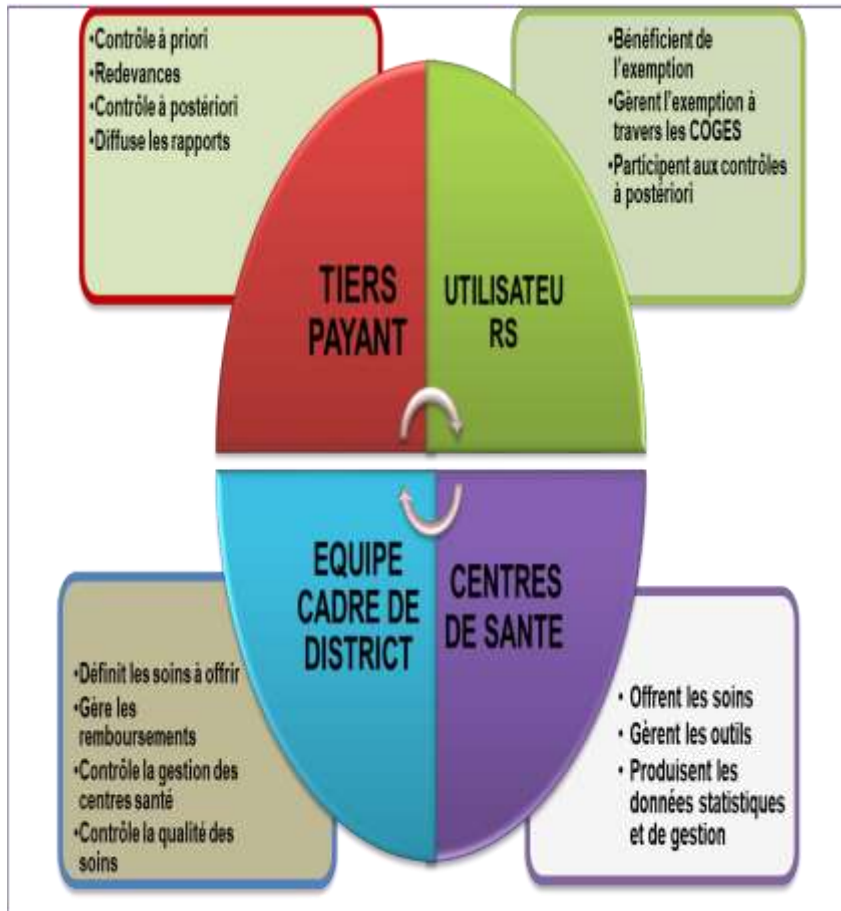 •Contrôle à priori
•Redevances
•Contrôle à postériori
•Diffuse les rapports
•Bénéficient de
l'exemption
•Gèrent l'exemption à
travers les COGES
•Participent aux contrôles
à postériori
TIERS
PAYANT
UTILISATEU
RS
EQUIPE
CADRE DE
DISTRICT
CENTRES
DE SANTE
•Définit les soins à offrir
•Gère les
remboursements
•Contrôle la gestion des
centres santé
•Contrôle la qualité des
soins
• Offrent les soins
• Gèrent les outils
• Produisent les
données statistiques
et de gestion